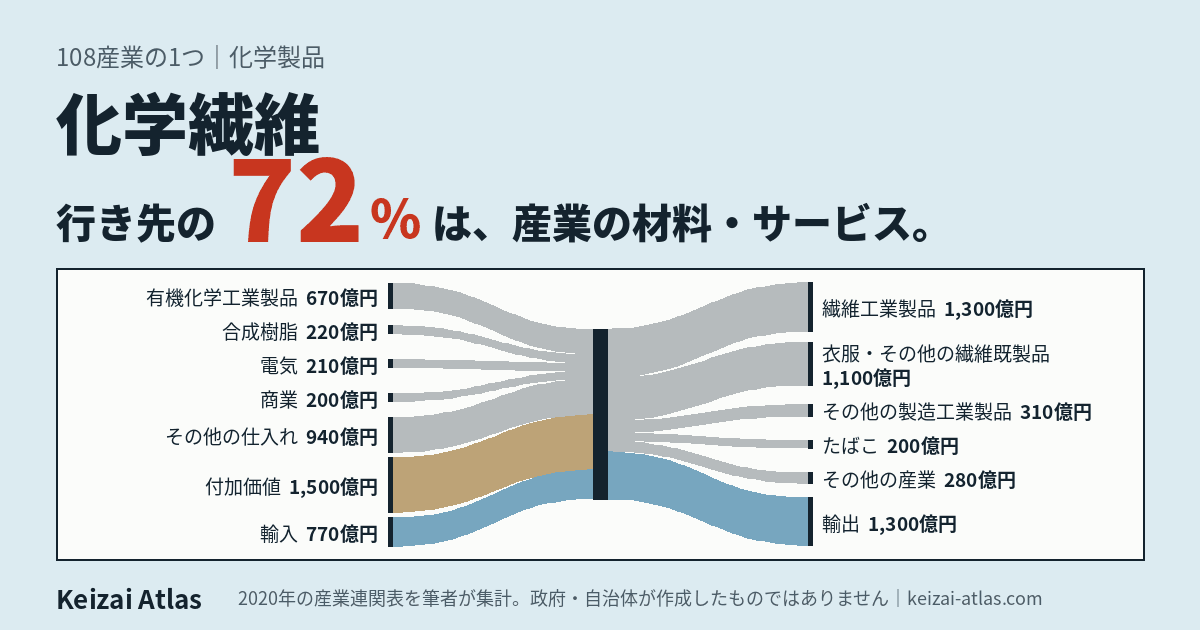 108産業の1つ｜化学製品
化学繊維
行き先の 72% は、産業の材料・サービス。
有機化学工業製品 670億円
合成樹脂 220億円
電気 210億円
商業 200億円
その他の仕入れ 940億円
付加価値 1,500億円
輸入 770億円
繊維工業製品 1,300億円
衣服・その他の繊維既製品
1,100億円
その他の製造工業製品 310億円
たばこ 200億円
その他の産業 280億円
輸出 1,300億円
Keizai Atlas
2020年の産業連関表を筆者が集計。政府・自治体が作成したものではありません｜keizai-atlas.com